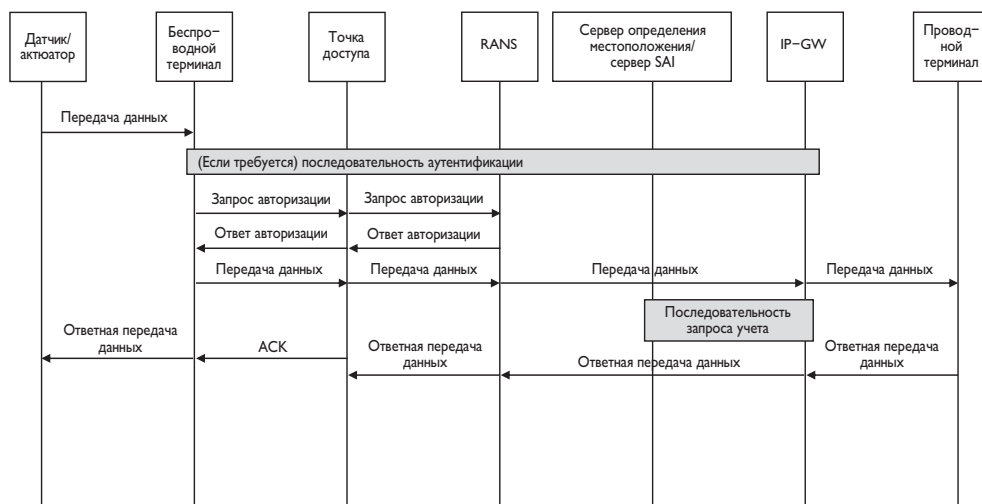 Датчик/
актюатор
Беспро–
водной
терминал
Точка
доступа
RANS
Сервер определения
местоположения/
сервер SAI
IP–GW
Провод–
ной
терминал
Передача данных
(Если требуется) последовательность аутентификации
Запрос авторизации
Запрос авторизации
Ответ авторизации
Ответ авторизации
Передача данных
Передача данных
Передача данных
Передача данных
Последовательность
запроса учета
Ответная передача
данных
ACK
Ответная передача
данных
Ответная передача данных
Ответная передача
данных